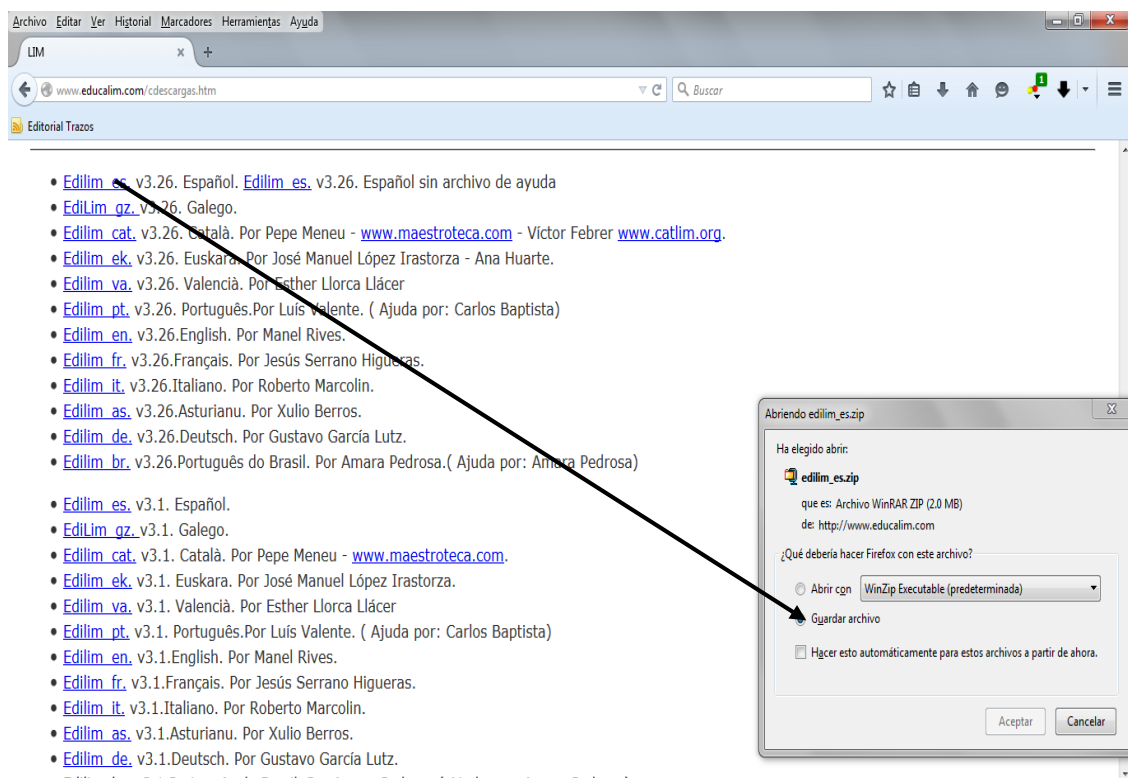 Archivo Editar Ver Historial Marcadores Herramientas Ayuda
LIM
www.educalim.com/cdescargas.htm
Buscar
1
Editorial Trazos
• Edilim_es. v3.26. Español. Edilim_es. v3.26. Español sin archivo de ayuda
• EdiLim_gz. v3.26. Galego.
• Edilim_cat. v3.26. Català. Por Pepe Meneu - www.maestroteca.com - Víctor Febrer www.catlim.org.
• Edilim_ek. v3.26. Euskara. Por José Manuel López Irastorza - Ana Huarte.
• Edilim_va. v3.26. Valencià. Por Esther Llorca Llácer
• Edilim_pt. v3.26. Português.Por Luís Valente. ( Ajuda por: Carlos Baptista)
• Edilim_en. v3.26.English. Por Manel Rives.
• Edilim_fr. v3.26.Français. Por Jesús Serrano Higueras.
• Edilim_it. v3.26.Italiano. Por Roberto Marcolin.
• Edilim_as. v3.26.Asturianu. Por Xulio Berros.
• Edilim_de. v3.26.Deutsch. Por Gustavo García Lutz.
• Edilim_br. v3.26.Português do Brasil. Por Amara Pedrosa.( Ajuda por: Amara Pedrosa)
• Edilim_es. v3.1. Español.
• EdiLim_gz. v3.1. Galego.
• Edilim_cat. v3.1. Català. Por Pepe Meneu - www.maestroteca.com.
• Edilim_ek. v3.1. Euskara. Por José Manuel López Irastorza.
• Edilim_va. v3.1. Valencià. Por Esther Llorca Llácer
• Edilim_pt. v3.1. Português.Por Luís Valente. ( Ajuda por: Carlos Baptista)
• Edilim_en. v3.1.English. Por Manel Rives.
• Edilim_fr. v3.1.Français. Por Jesús Serrano Higueras.
• Edilim_it. v3.1.Italiano. Por Roberto Marcolin.
• Edilim_as. v3.1.Asturianu. Por Xulio Berros.
• Edilim_de. v3.1.Deutsch. Por Gustavo García Lutz.
Abriendo edilim_es.zip
Ha elegido abrir:
edilim_es.zip
que es: Archivo WinRAR ZIP (2.0 MB)
de: http://www.educalim.com
¿Qué debería hacer Firefox con este archivo?
Abrir con WinZip Executable (predeterminada)
Guardar archivo
Hacer esto automáticamente para estos archivos a partir de ahora.
Aceptar Cancelar